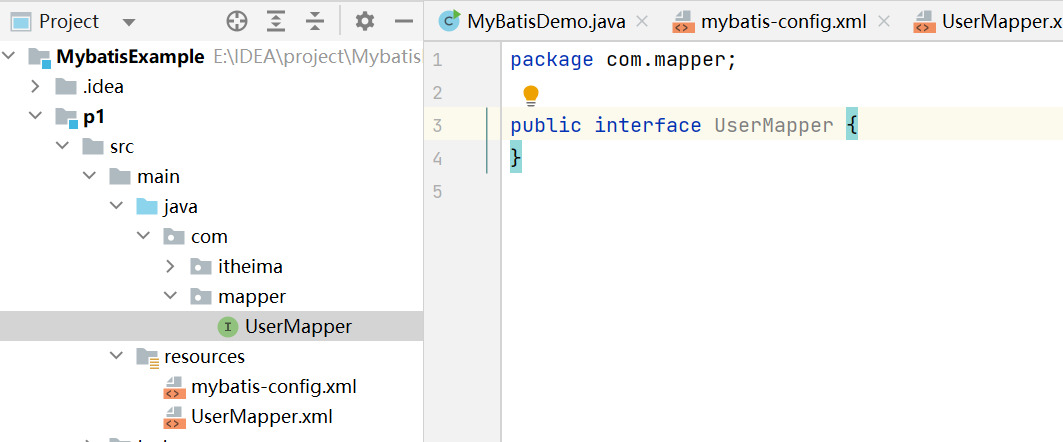 Project
MyBatisDemo.java
mybatis-config.xml
UserMapper.x
MybatisExample E:\IDEA\project\Mybatis
.idea
p1
src
main
java
com
itheima
mapper
UserMapper
resources
mybatis-config.xml
UserMapper.xml
1 package com.mapper;
2
3 public interface UserMapper {
4 }
5